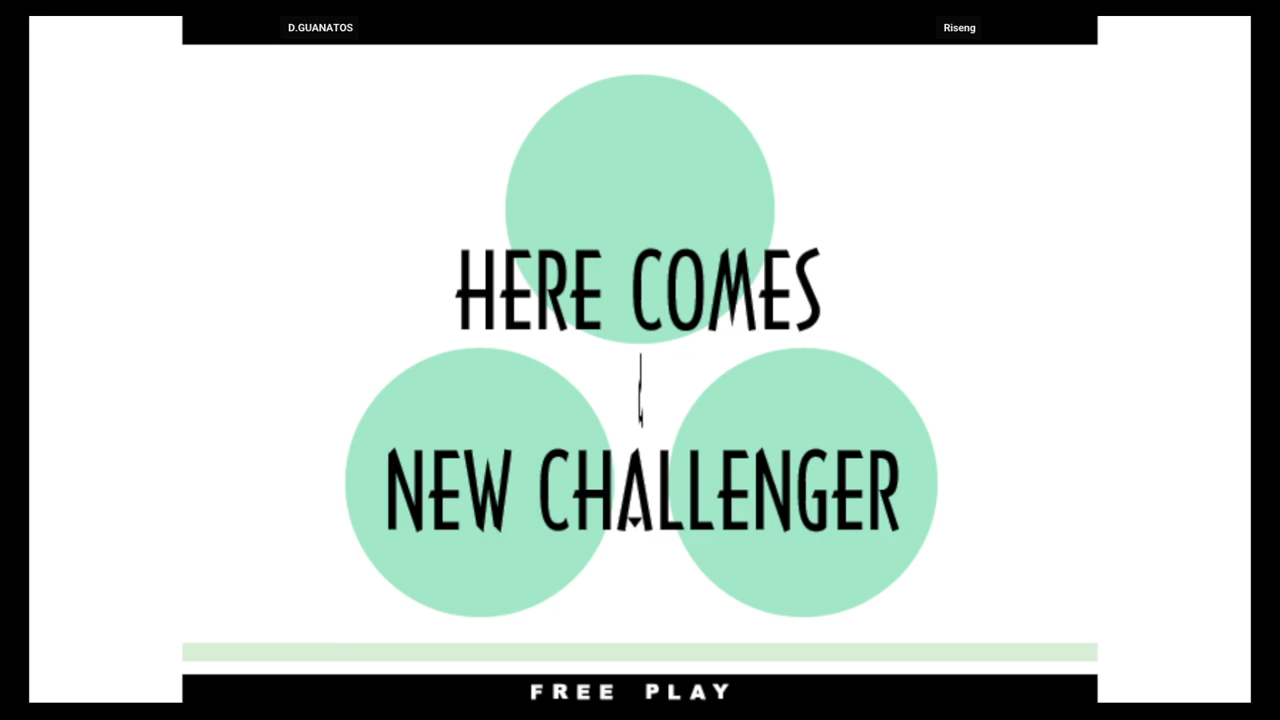 D.GUANATOS
Riseng
HERE COMES
NEW CHALLENGER
FREE PLAY